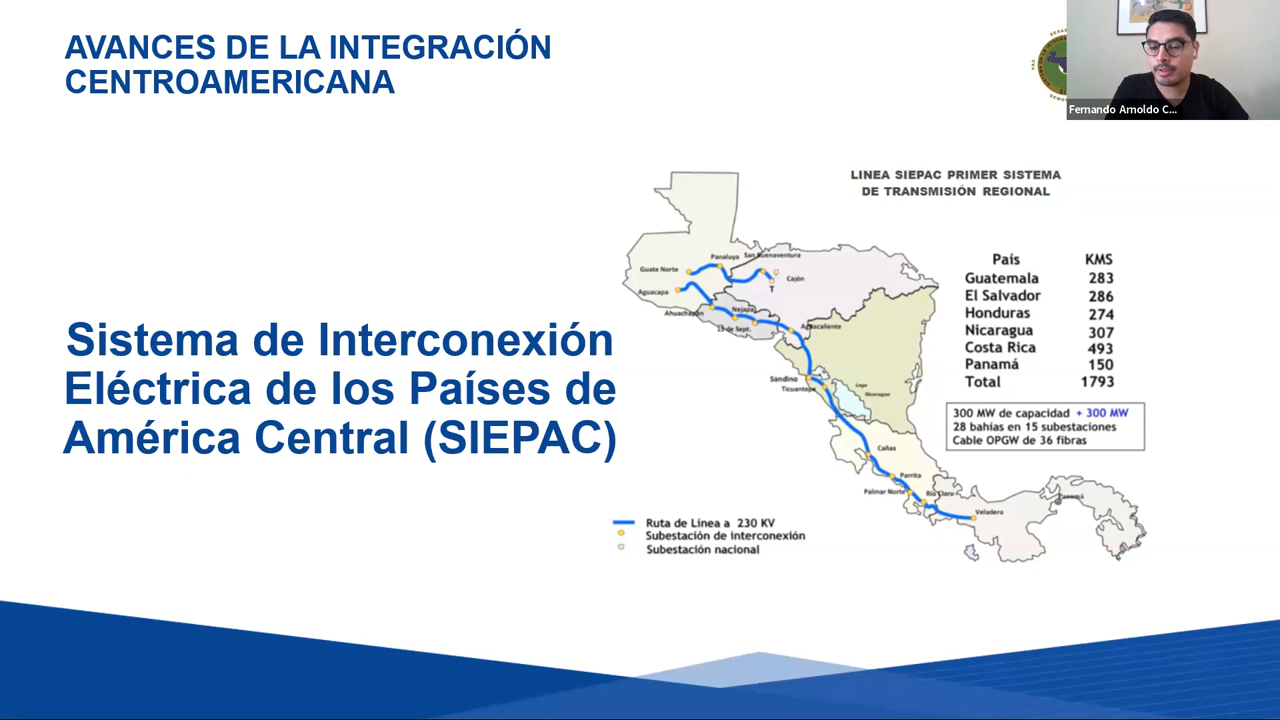 AVANCES DE LA INTEGRACIÓN
CENTROAMERICANA
Fernando Arnoldo C...
Sistema de Interconexión
Eléctrica de los Países de
América Central (SIEPAC)
LINEA SIEPAC PRIMER SISTEMA
DE TRANSMISIÓN REGIONAL
Panaluya
San Buenaventura
Guate Norte
Cajón
T
Aguacapa
Ahuachapán
Nejapa
15 de Sept.
Aguacaliente
Sandino
Ticuantepe
Lago
Nicaragua
Cañas
Parrita
Palmar Norte
Río Claro
Veladero
Panamá
País KMS
Guatemala 283
El Salvador 286
Honduras 274
Nicaragua 307
Costa Rica 493
Panamá 150
Total 1793
300 MW de capacidad + 300 MW
28 bahías en 15 subestaciones
Cable OPGW de 36 fibras
Ruta de Línea a 230 KV
Subestación de interconexión
Subestación nacional